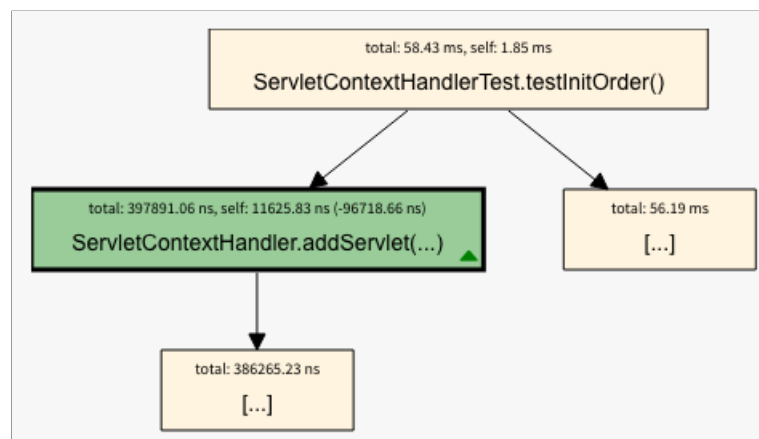 total: 58.43 ms, self: 1.85 ms
ServletContextHandlerTest.testInitOrder()
total: 397891.06 ns, self: 11625.83 ns (-96718.66 ns)
ServletContextHandler.addServlet(...)
total: 56.19 ms
[...]
total: 386265.23 ns
[...]